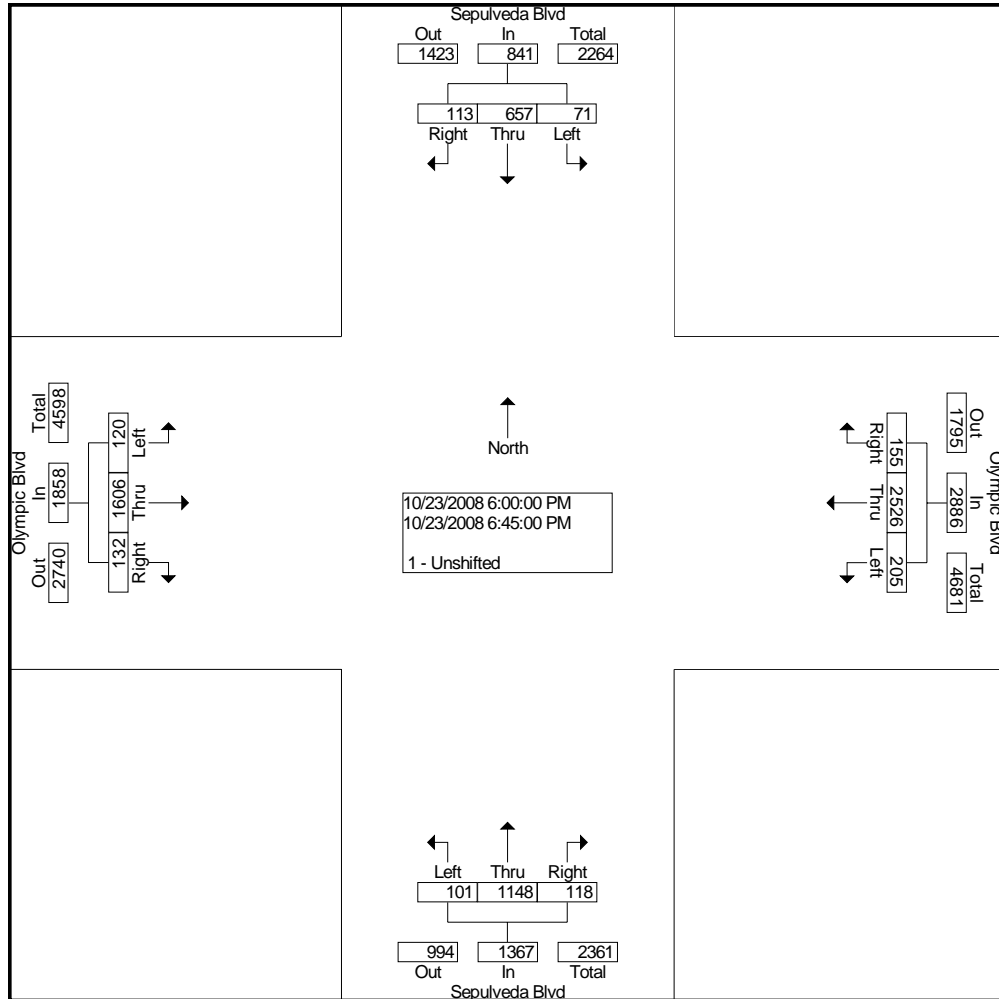 Sepulveda Blvd
Out In Total
1423 841 2264
113 657 71
Right Thru Left
Olympic Blvd
Total In Out
4598 1858 2740
120 1606 132
Left Thru Right
North
10/23/2008 6:00:00 PM
10/23/2008 6:45:00 PM
1 - Unshifted
Olympic Blvd
Out In Total
1795 2886 4681
155 2526 205
Right Thru Left
Left Thru Right
101 1148 118
994 1367 2361
Out In Total
Sepulveda Blvd